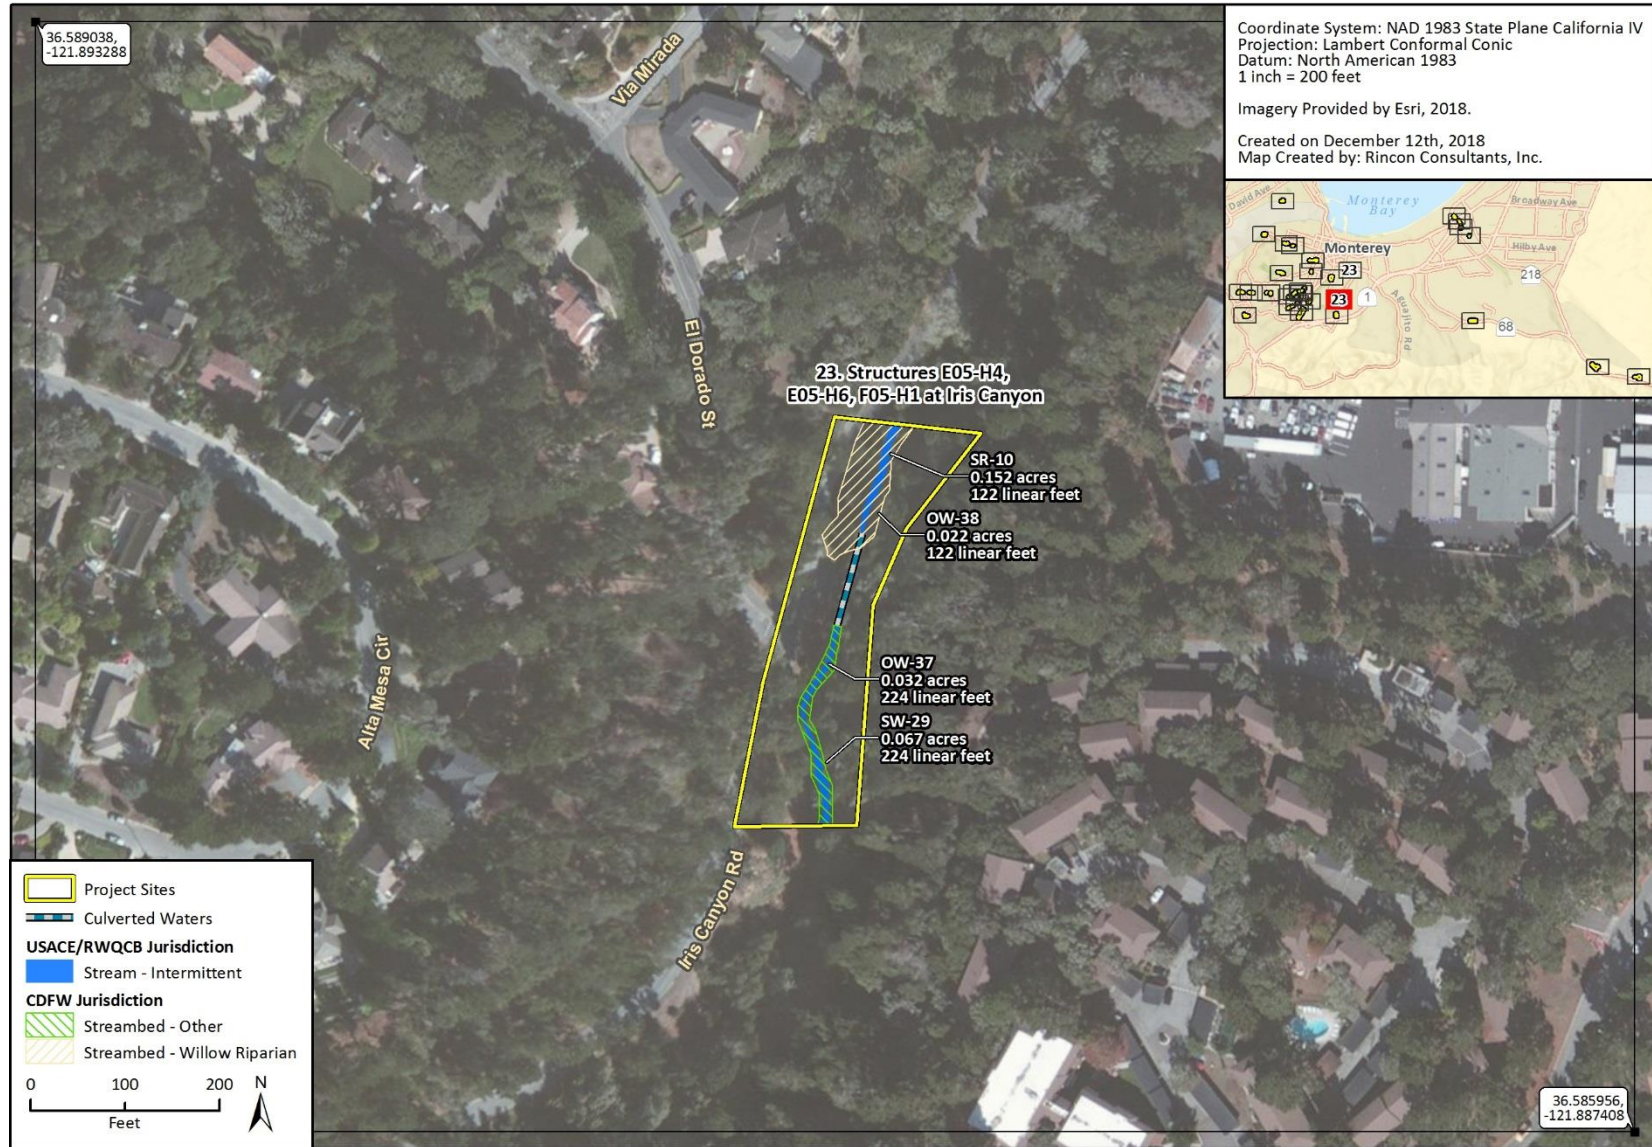 36.589038,
-121.893288
Via Mirada
Coordinate System: NAD 1983 State Plane California IV
Projection: Lambert Conformal Conic
Datum: North American 1983
1 inch = 200 feet
Imagery Provided by Esri, 2018.
Created on December 12th, 2018
Map Created by: Rincon Consultants, Inc.
David Ave
Monterey
Bay
Broadway Ave
Monterey
Hilby Ave
23
218
23
1
Aguajito Rd
68
El Dorado St
23. Structures E05-H4,
E05-H6, F05-H1 at Iris Canyon
SR-10
0.152 acres
122 linear feet
OW-38
0.022 acres
122 linear feet
OW-37
0.032 acres
224 linear feet
SW-29
0.067 acres
224 linear feet
Alta Mesa Cir
Iris Canyon Rd
Project Sites
Culverted Waters
USACE/RWQCB Jurisdiction
Stream - Intermittent
CDFW Jurisdiction
Streambed - Other
Streambed - Willow Riparian
0 100 200 N
Feet
36.585956,
-121.887408